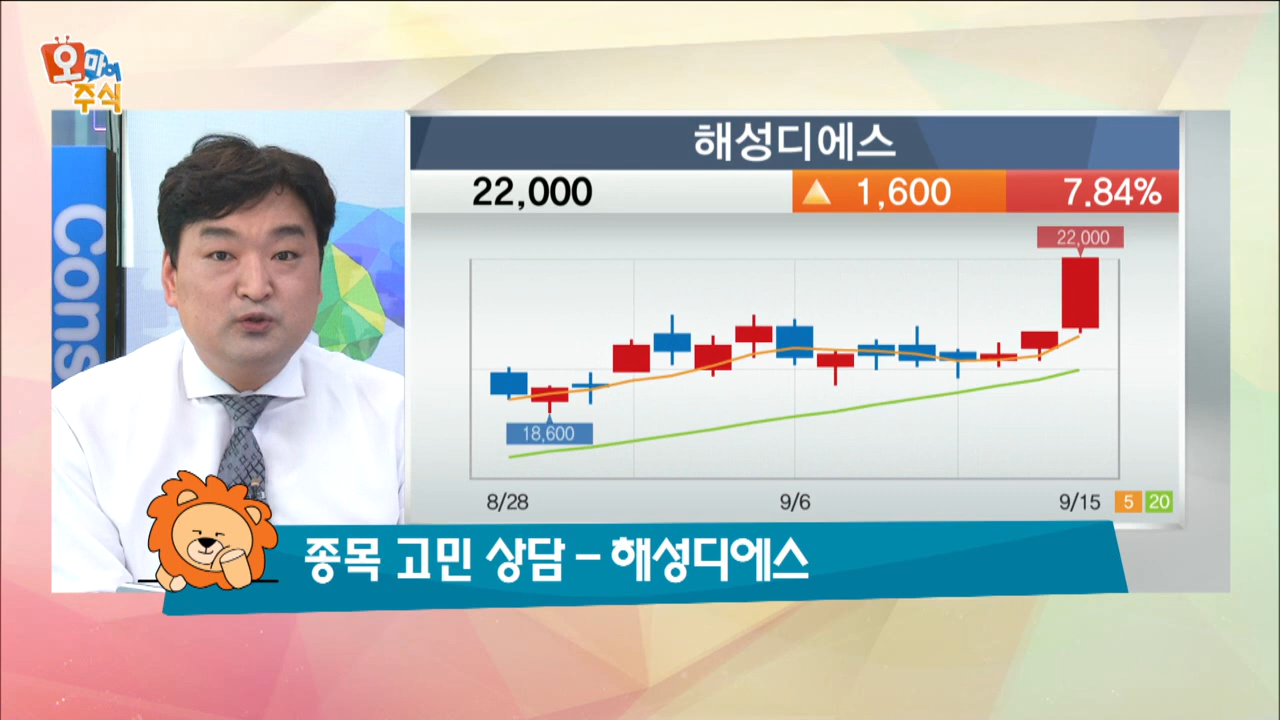 오마이
주식
Cons
해성디에스
22,000 ▲ 1,600 7.84%
22,000
18,600
8/28 9/6 9/15 5 20
종목 고민 상담 - 해성디에스